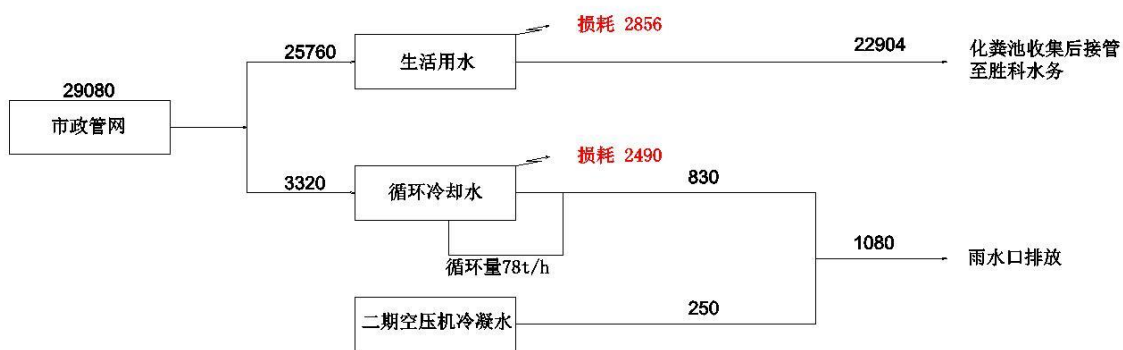 损耗 2856
25760
生活用水
22904
化粪池收集后接管
至胜科水务
29080
市政管网
损耗 2490
3320
循环冷却水
830
循环量78t/h
1080
雨水口排放
二期空压机冷凝水
250